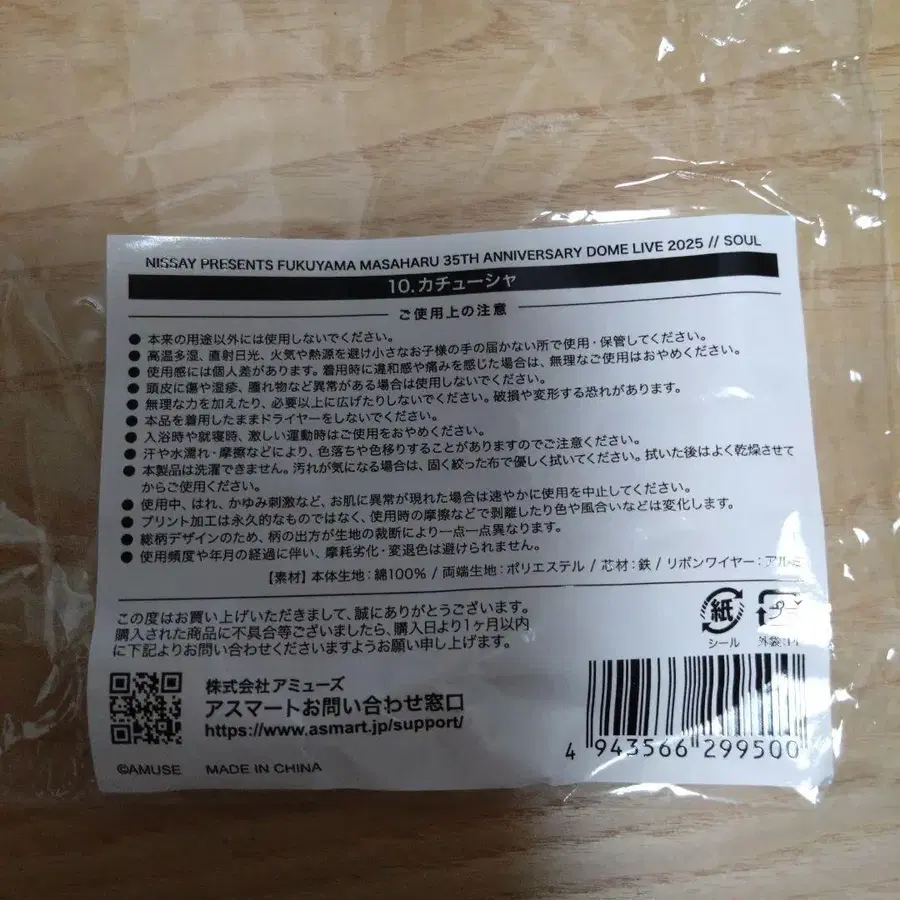 NISSAY PRESENTS FUKUYAMA MASAHARU 35TH ANNIVERSARY DOME LIVE 2025 // SOUL
10.カチューシャ
ご使用上の注意
● 本来の用途以外には使用しないでください。
● 高温多湿、直射日光、火気や熱源を避け小さなお子様の手の届かない所で使用・保管してください。
● 使用感には個人差があります。着用時に違和感や痛みを感じた場合は、無理なご使用はおやめください。
● 頭皮に傷や湿疹、腫れ物など異常がある場合は使用しないでください。
● 無理な力を加えたり、必要以上に広げたりしないでください。破損や変形する恐れがあります。
● 本品を着用したままドライヤーをしないでください。
● 入浴時や就寝時、激しい運動時はご使用をおやめください。
● 汗や水濡れ・摩擦などにより、色落ちや色移りすることがありますのでご注意ください。
● 本製品は洗濯できません。汚れが気になる場合は、固く絞った布で優しく拭いてください。拭いた後はよく乾燥させて
からご使用ください。
● 使用中、はれ、かゆみ刺激など、お肌に異常が現れた場合は速やかに使用を中止してください。
● プリント加工は永久的なものではなく、使用時の摩擦などで剥離したり色や風合いなどは変化します。
● 総柄デザインのため、柄の出方が生地の裁断により一点一点異なります。
● 使用頻度や年月の経過に伴い、摩耗劣化・変退色は避けられません。
【素材】本体生地：綿100% / 両端生地：ポリエステル / 芯材：鉄 / リボンワイヤー：アルミ
この度はお買い上げいただきまして、誠にありがとうございます。
購入された商品に不具合等ございましたら、購入日より1ヶ月以内
に下記よりお問い合わせくださいますようお願い申し上げます。
紙
シール
プラ
外袋
株式会社アミューズ
アスマートお問い合わせ窓口
https://www.asmart.jp/support/
4 943566 299500
©AMUSE MADE IN CHINA